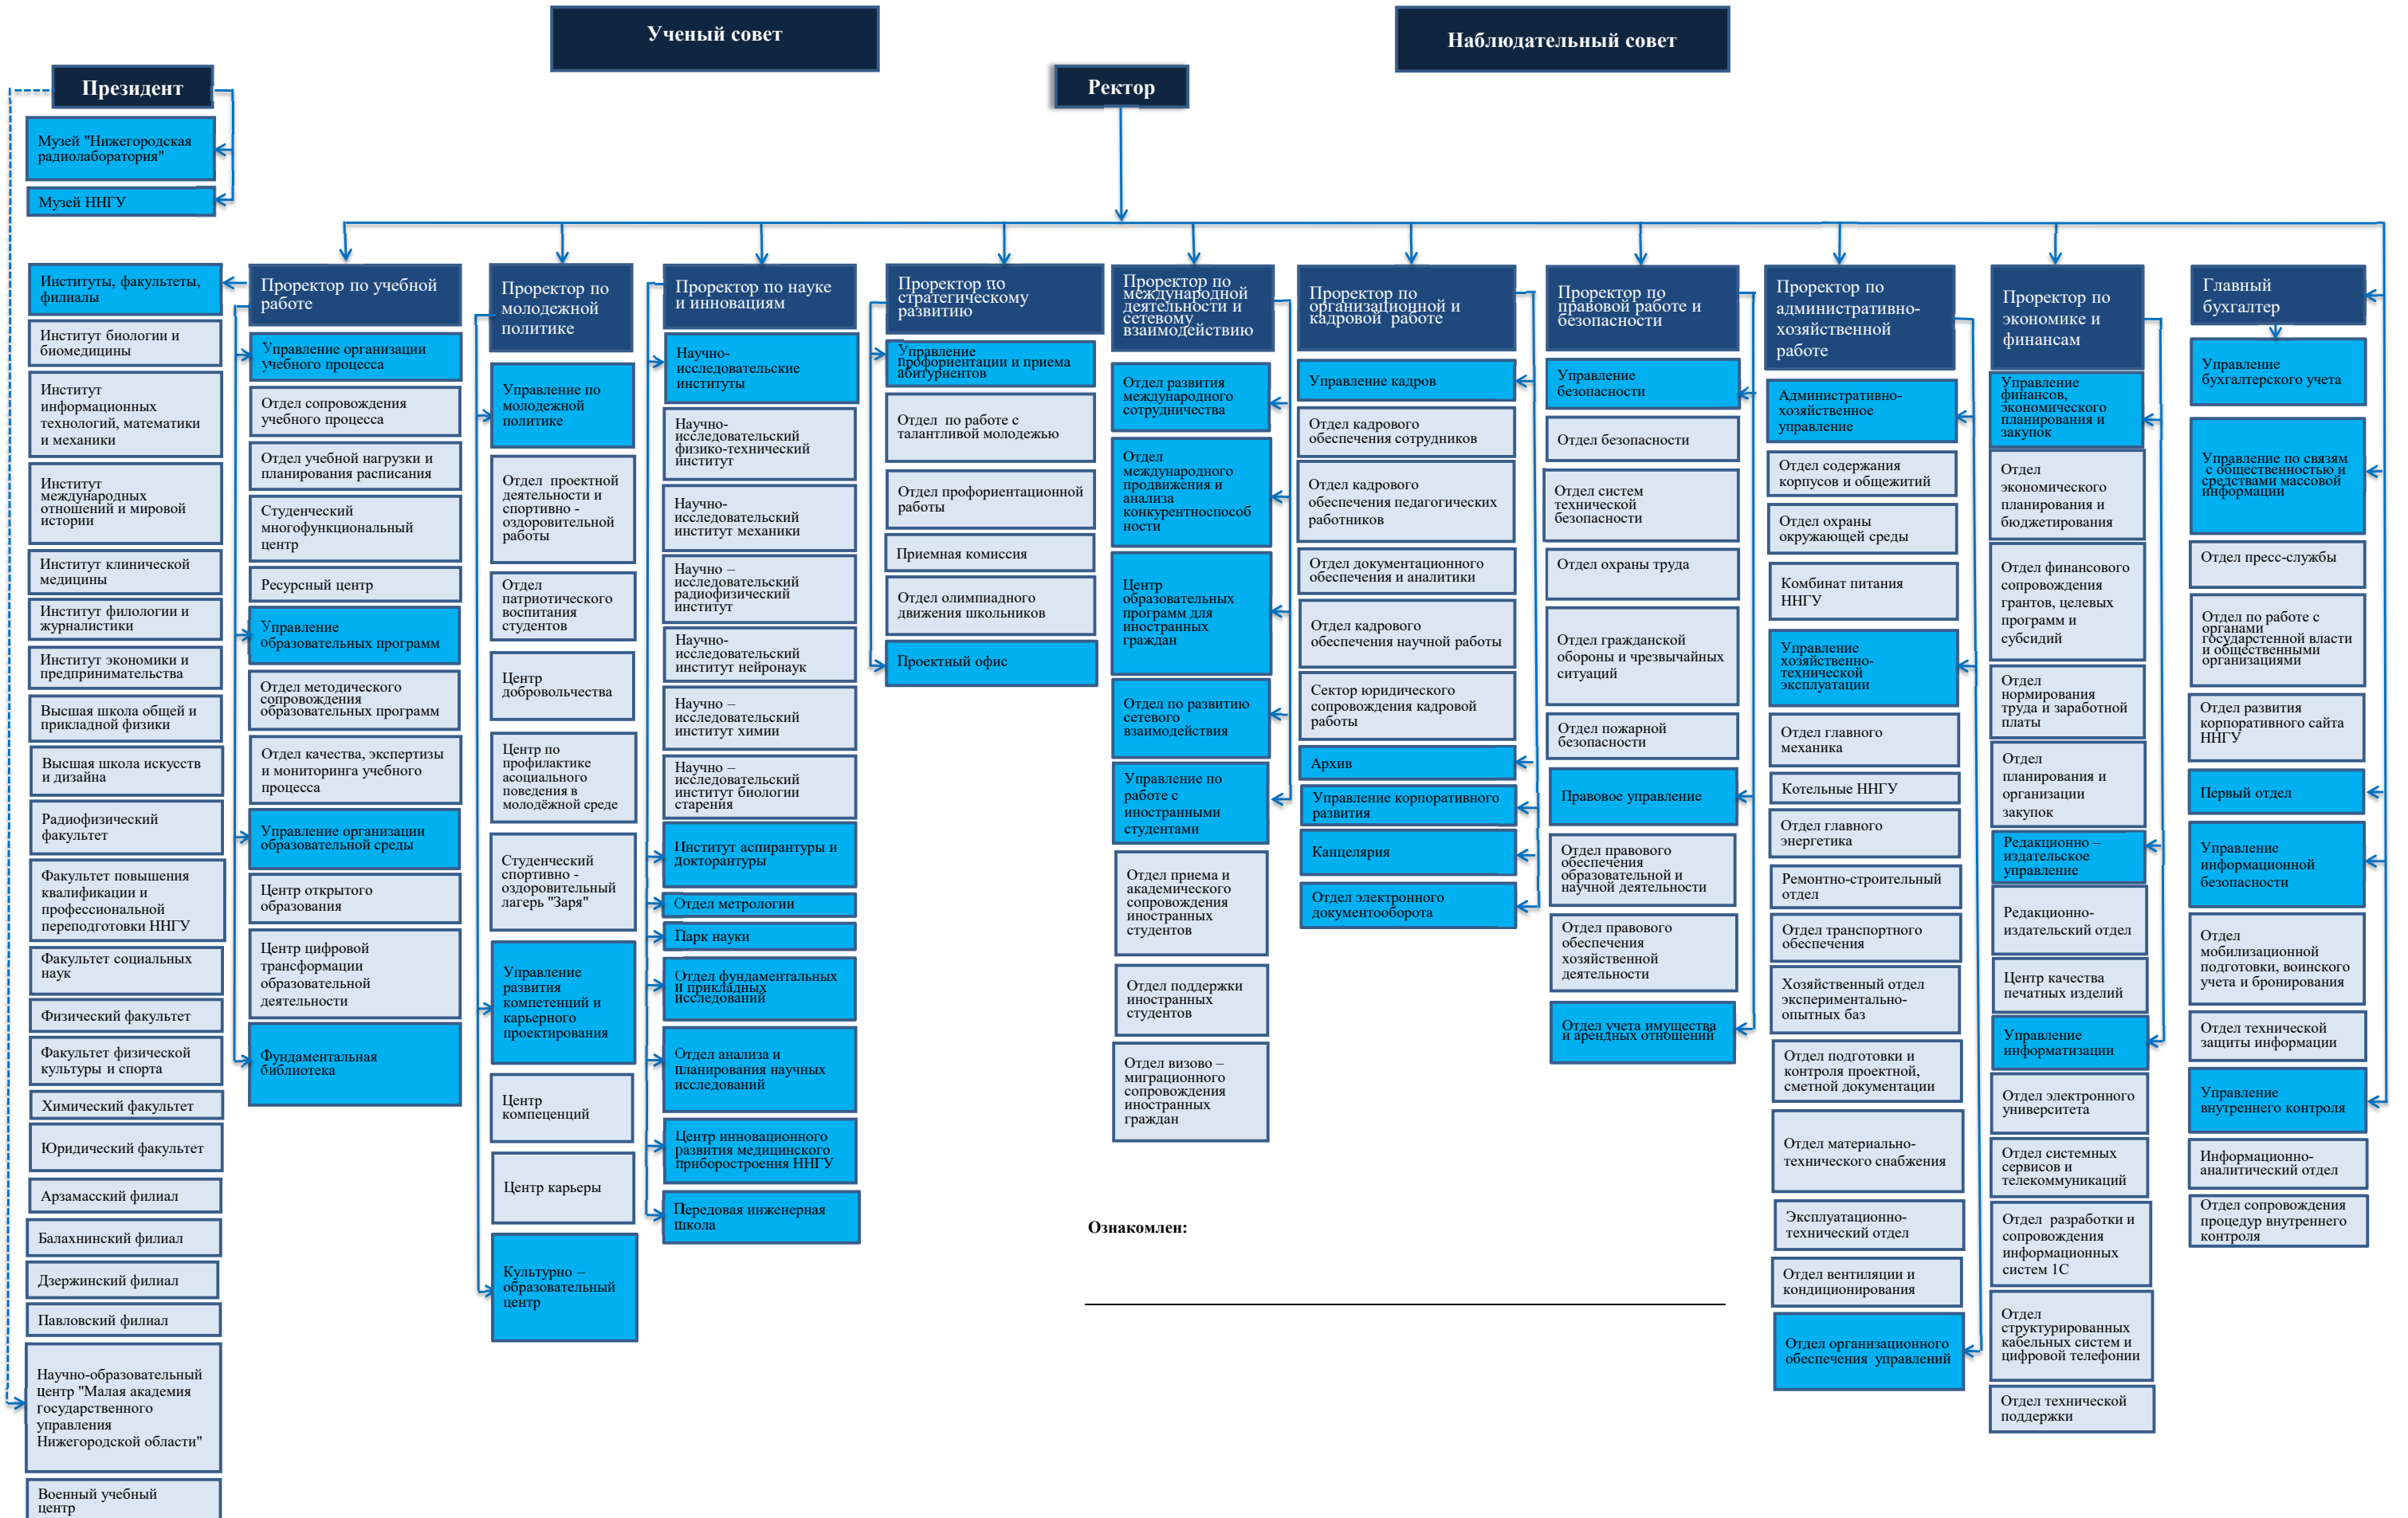 Ученый совет
Наблюдательный совет
Президент
Ректор
Музей "Нижегородская
радиолаборатория"
Музей ННГУ
Институты, факультеты,
филиалы
Институт биологии и
биомедицины
Институт
информационных
технологий, математики
и механики
Институт
международных
отношений и мировой
истории
Институт клинической
медицины
Институт филологии и
журналистики
Институт экономики и
предпринимательства
Высшая школа общей и
прикладной физики
Высшая школа искусств
и дизайна
Радиофизический
факультет
Факультет повышения
квалификации и
профессиональной
переподготовки ННГУ
Факультет социальных
наук
Физический факультет
Факультет физической
культуры и спорта
Химический факультет
Юридический факультет
Арзамасский филиал
Балахнинский филиал
Дзержинский филиал
Павловский филиал
Научно-образовательный
центр "Малая академия
государственного
управления
Нижегородской области"
Военный учебный
центр
Проректор по учебной
работе
Управление организации
учебного процесса
Отдел сопровождения
учебного процесса
Отдел учебной нагрузки и
планирования расписания
Студенческий
многофункциональный
центр
Ресурсный центр
Управление
образовательных программ
Отдел методического
сопровождения
образовательных программ
Отдел качества, экспертизы
и мониторинга учебного
процесса
Управление организации
образовательной среды
Центр открытого
образования
Центр цифровой
трансформации
образовательной
деятельности
Фундаментальная
библиотека
Проректор по
молодежной
политике
Управление по
молодежной
политике
Отдел проектной
деятельности и
спортивно -
оздоровительной
работы
Отдел
патриотического
воспитания
студентов
Центр
добровольчества
Центр по
профилактике
асоциального
поведения в
молодёжной среде
Студенческий
спортивно -
оздоровительный
лагерь "Заря"
Управление
развития
компетенций и
карьерного
проектирования
Центр
компеценций
Центр карьеры
Культурно –
образовательный
центр
Проректор по науке
и инновациям
Научно-
исследовательские
институты
Научно-
исследовательский
физико-технический
институт
Научно-
исследовательский
институт механики
Научно –
исследовательский
радиофизический
институт
Научно-
исследовательский
институт нейронаук
Научно –
исследовательский
институт химии
Научно –
исследовательский
институт биологии
старения
Институт аспирантуры и
докторантуры
Отдел метрологии
Парк науки
Отдел фундаментальных
и прикладных
исследований
Отдел анализа и
планирования научных
исследований
Центр инновационного
развития медицинского
приборостроения ННГУ
Передовая инженерная
школа
Проректор по
стратегическому
развитию
Управление
профориентации и приема
абитуриентов
Отдел по работе с
талантливой молодежью
Отдел профориентационной
работы
Приемная комиссия
Отдел олимпиадного
движения школьников
Проектный офис
Проректор по
международной
деятельности и
сетевому
взаимодействию
Отдел развития
международного
сотрудничества
Отдел
международного
продвижения и
анализа
конкурентноспособ
ности
Центр
образовательных
программ для
иностранных
граждан
Отдел по развитию
сетевого
взаимодействия
Управление по
работе с
иностранными
студентами
Отдел приема и
академического
сопровождения
иностранных
студентов
Отдел поддержки
иностранных
студентов
Отдел визово –
миграционного
сопровождения
иностранных
граждан
Проректор по
организационной и
кадровой работе
Управление кадров
Отдел кадрового
обеспечения сотрудников
Отдел кадрового
обеспечения педагогических
работников
Отдел документационного
обеспечения и аналитики
Отдел кадрового
обеспечения научной работы
Сектор юридического
сопровождения кадровой
работы
Архив
Управление корпоративного
развития
Канцелярия
Отдел электронного
документооборота
Проректор по
правовой работе и
безопасности
Управление
безопасности
Отдел безопасности
Отдел систем
технической
безопасности
Отдел охраны труда
Отдел гражданской
обороны и чрезвычайных
ситуаций
Отдел пожарной
безопасности
Правовое управление
Отдел правового
обеспечения
образовательной и
научной деятельности
Отдел правового
обеспечения
хозяйственной
деятельности
Отдел учета имущества
и арендных отношений
Проректор по
административно-
хозяйственной
работе
Административно-
хозяйственное
управление
Отдел содержания
корпусов и общежитий
Отдел охраны
окружающей среды
Комбинат питания
ННГУ
Управление
хозяйственно-
технической
эксплуатации
Отдел главного
механика
Котельные ННГУ
Отдел главного
энергетика
Ремонтно-строительный
отдел
Отдел транспортного
обеспечения
Хозяйственный отдел
экспериментально-
опытных баз
Отдел подготовки и
контроля проектной,
сметной документации
Отдел материально-
технического снабжения
Эксплуатационно-
технический отдел
Отдел вентиляции и
кондиционирования
Отдел организационного
обеспечения управлений
Проректор по
экономике и
финансам
Управление
финансов,
экономического
планирования и
закупок
Отдел
экономического
планирования и
бюджетирования
Отдел финансового
сопровождения
грантов, целевых
программ и
субсидий
Отдел
нормирования
труда и заработной
платы
Отдел
планирования и
организации
закупок
Редакционно –
издательское
управление
Редакционно-
издательский отдел
Центр качества
печатных изделий
Управление
информатизации
Отдел электронного
университета
Отдел системных
сервисов и
телекоммуникаций
Отдел разработки и
сопровождения
информационных
систем 1С
Отдел
структурированных
кабельных систем и
цифровой телефонии
Отдел технической
поддержки
Главный
бухгалтер
Управление
бухгалтерского учета
Управление по связям
с общественностью и
средствами массовой
информации
Отдел пресс-службы
Отдел по работе с
органами
государстенной власти
и общественными
организациями
Отдел развития
корпоративного сайта
ННГУ
Первый отдел
Управление
информационной
безопасности
Отдел
мобилизационной
подготовки, воинского
учета и бронирования
Отдел технической
защиты информации
Управление
внутреннего контроля
Информационно-
аналитический отдел
Отдел сопровождения
процедур внутреннего
контроля
Ознакомлен: